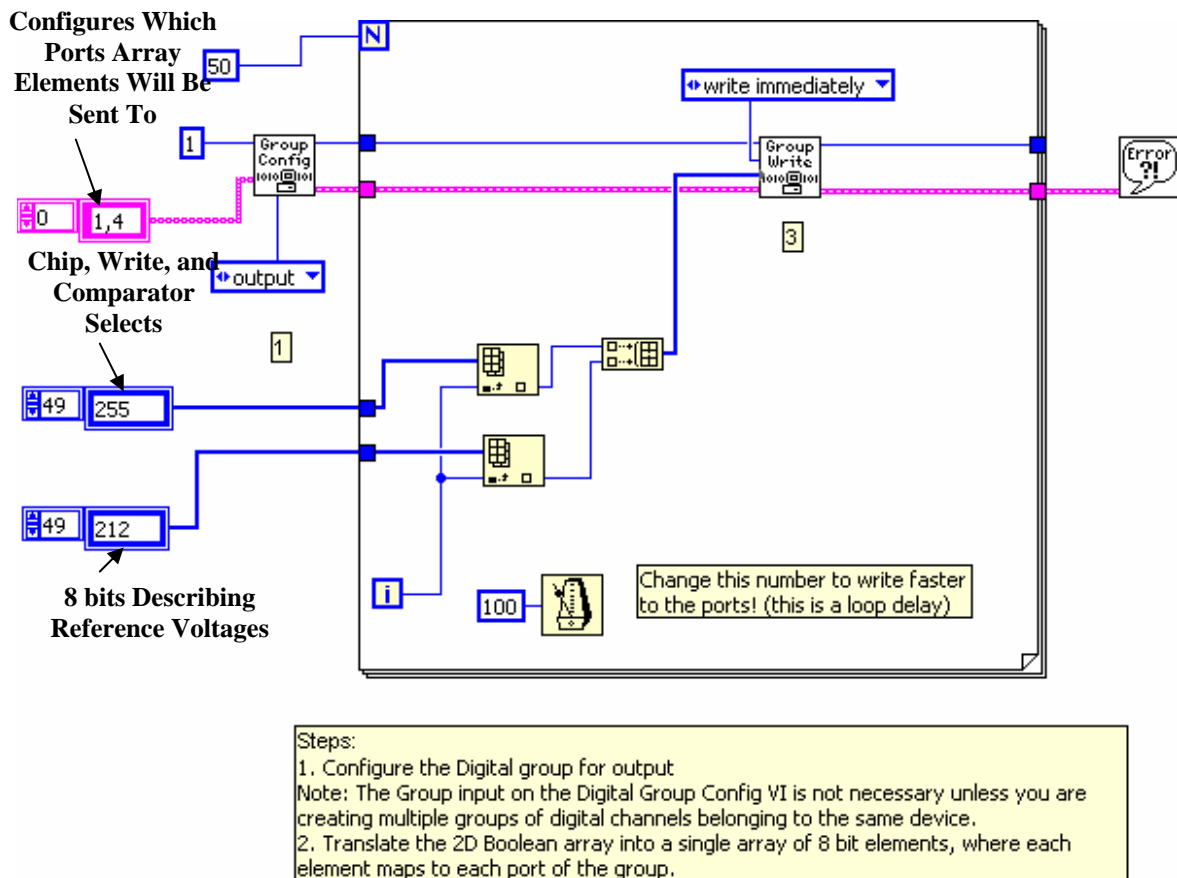 Configures Which
Ports Array
Elements Will Be
Sent To
50
N
write immediately
1
Group
Config
Group
Write
Error
?!
0
1,4
3
Chip, Write, and
Comparator
Selects
output
1
49
255
49
212
8 bits Describing
Reference Voltages
i
100
Change this number to write faster
to the ports! (this is a loop delay)
Steps:
1. Configure the Digital group for output
Note: The Group input on the Digital Group Config VI is not necessary unless you are
creating multiple groups of digital channels belonging to the same device.
2. Translate the 2D Boolean array into a single array of 8 bit elements, where each
element maps to each port of the group.